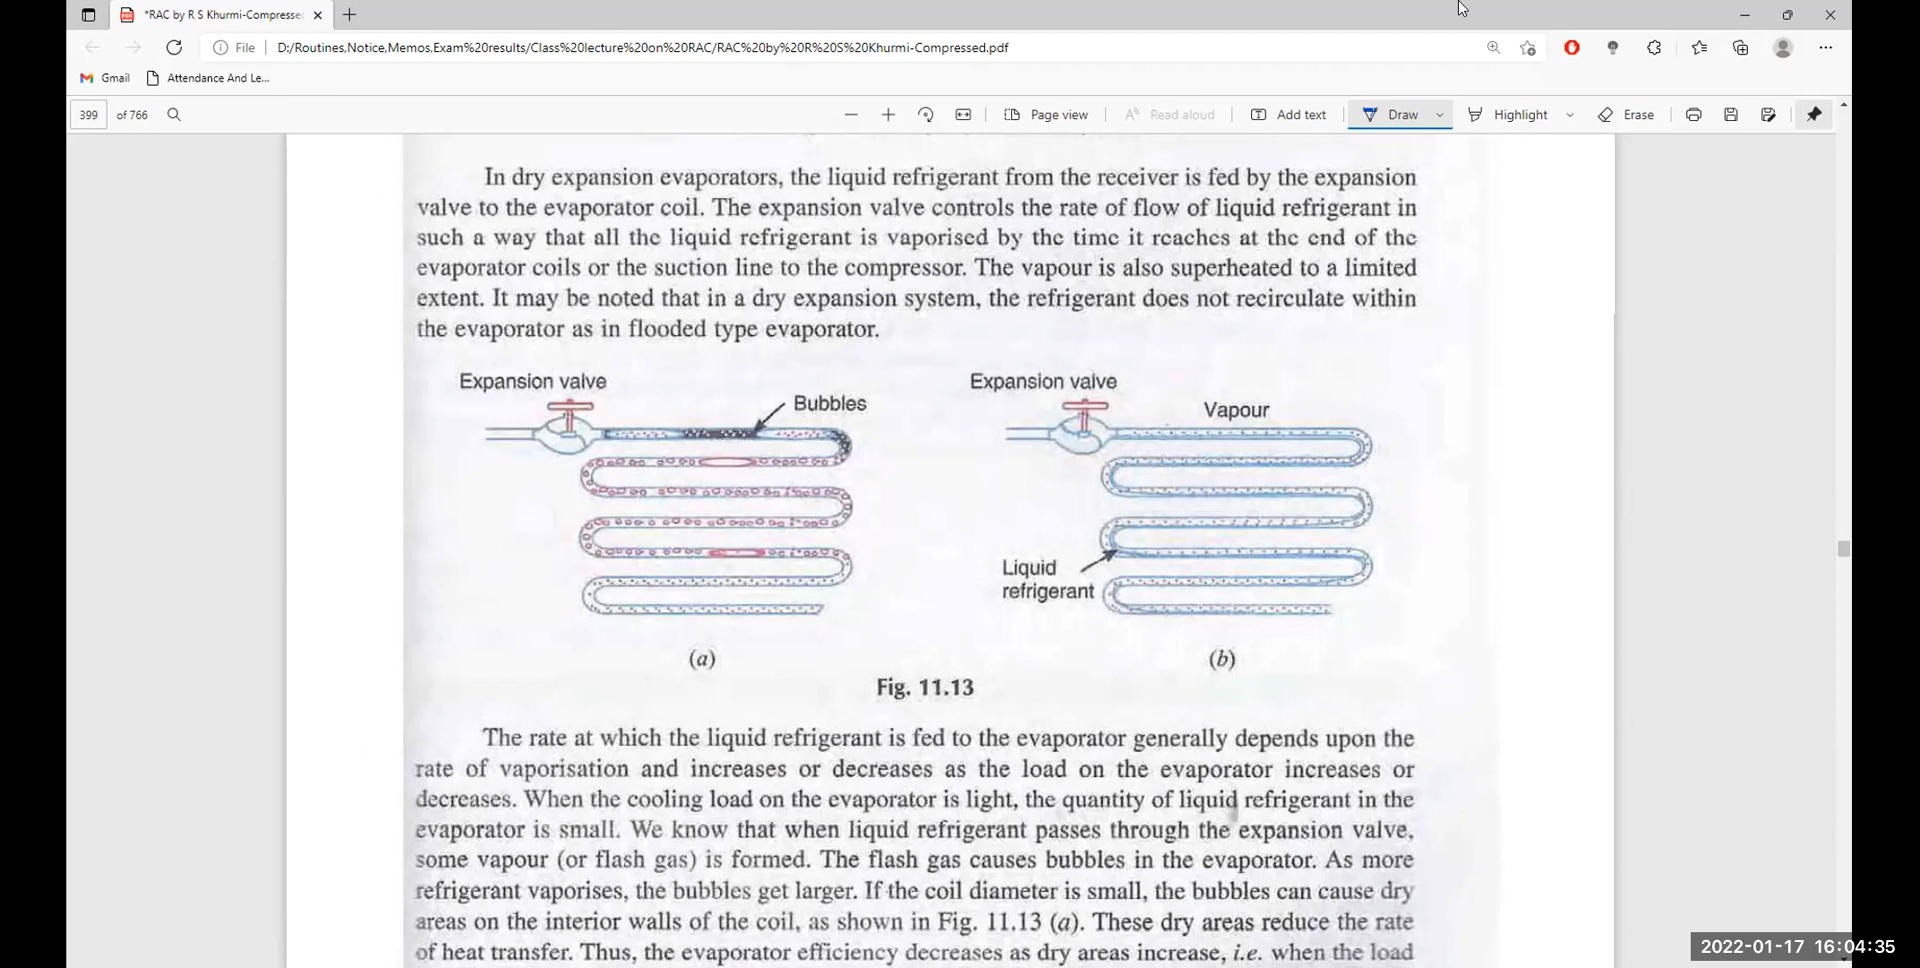 *RAC by R S Khurmi-Compresse
File D:/Routines,Notice,Memos,Exam%20results/Class%20lecture%20on%20RAC/RAC%20by%20R%20S%20Khurmi-Compressed.pdf
Gmail Attendance And Le...
399 of 766 Page view Read aloud Add text Draw Highlight Erase
In dry expansion evaporators, the liquid refrigerant from the receiver is fed by the expansion
valve to the evaporator coil. The expansion valve controls the rate of flow of liquid refrigerant in
such a way that all the liquid refrigerant is vaporised by the time it reaches at the end of the
evaporator coils or the suction line to the compressor. The vapour is also superheated to a limited
extent. It may be noted that in a dry expansion system, the refrigerant does not recirculate within
the evaporator as in flooded type evaporator.
Expansion valve
Bubbles
Expansion valve
Vapour
Liquid
refrigerant
(a)
(b)
Fig. 11.13
The rate at which the liquid refrigerant is fed to the evaporator generally depends upon the
rate of vaporisation and increases or decreases as the load on the evaporator increases or
decreases. When the cooling load on the evaporator is light, the quantity of liquid refrigerant in the
evaporator is small. We know that when liquid refrigerant passes through the expansion valve,
some vapour (or flash gas) is formed. The flash gas causes bubbles in the evaporator. As more
refrigerant vaporises, the bubbles get larger. If the coil diameter is small, the bubbles can cause dry
areas on the interior walls of the coil, as shown in Fig. 11.13 (a). These dry areas reduce the rate
of heat transfer. Thus, the evaporator efficiency decreases as dry areas increase, i.e. when the load
2022-01-17 16:04:35